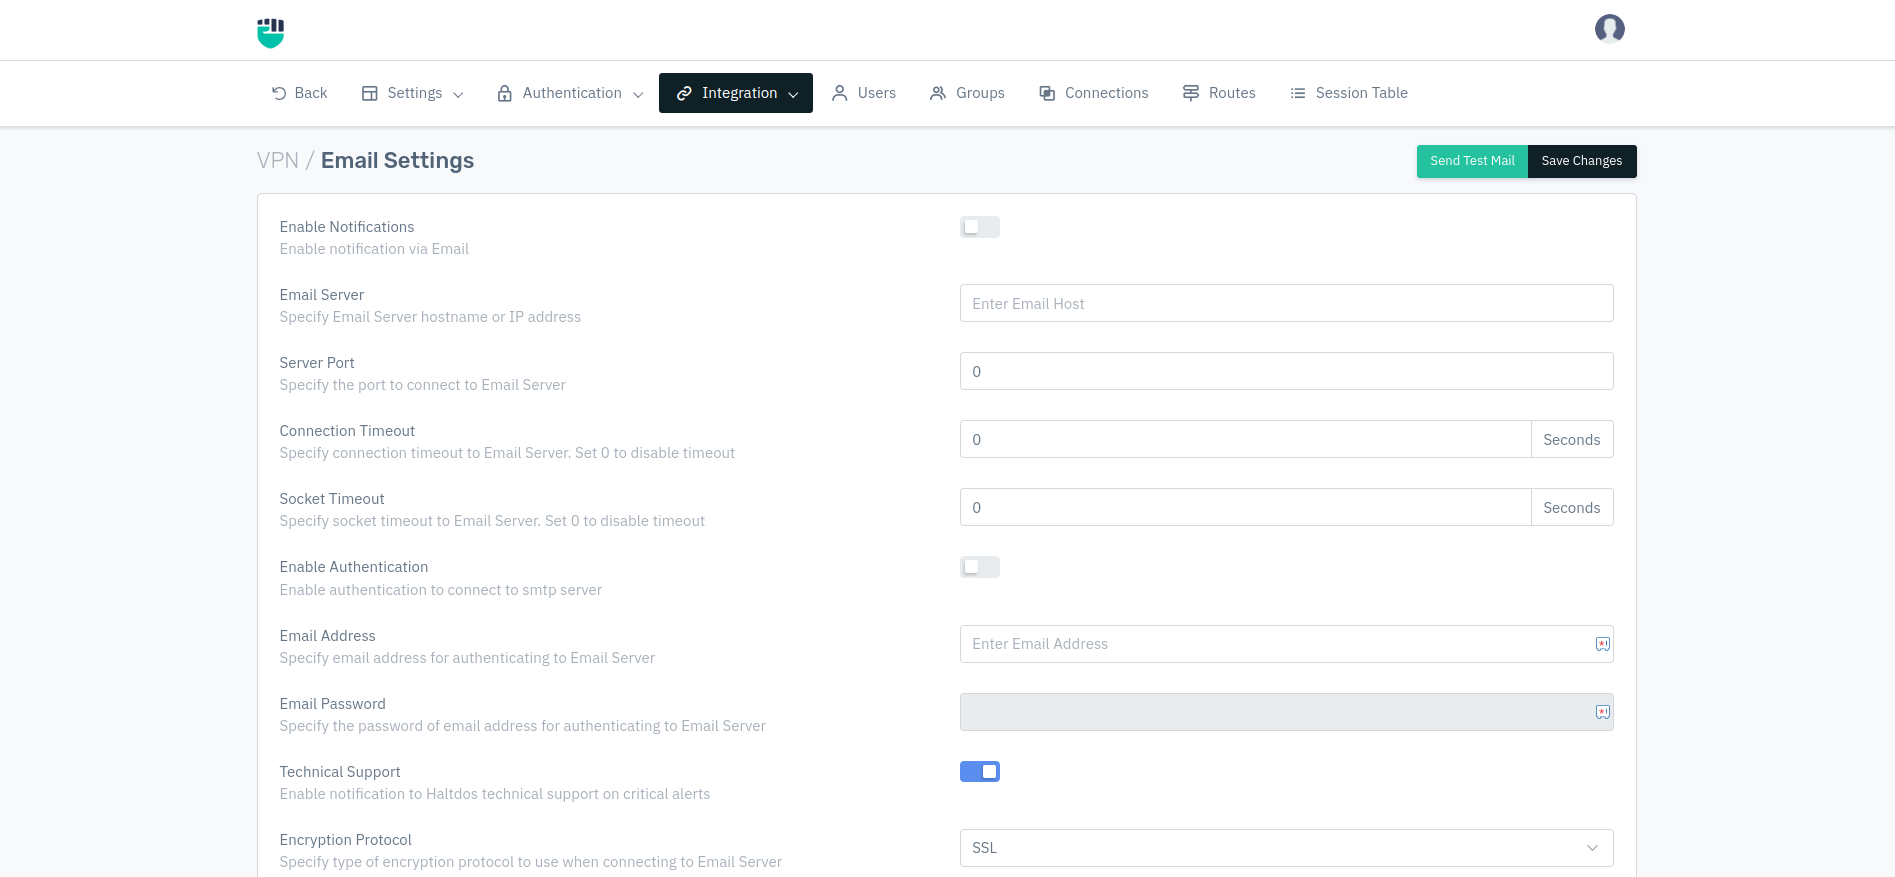 Back Settings Authentication Integration Users Groups Connections Routes Session Table
VPN / Email Settings
Send Test Mail Save Changes
Enable Notifications
Enable notification via Email
Email Server
Specify Email Server hostname or IP address
Enter Email Host
Server Port
Specify the port to connect to Email Server
0
Connection Timeout
Specify connection timeout to Email Server. Set 0 to disable timeout
0 Seconds
Socket Timeout
Specify socket timeout to Email Server. Set 0 to disable timeout
0 Seconds
Enable Authentication
Enable authentication to connect to smtp server
Email Address
Specify email address for authenticating to Email Server
Enter Email Address
Email Password
Specify the password of email address for authenticating to Email Server
Technical Support
Enable notification to Haltdos technical support on critical alerts
Encryption Protocol
Specify type of encryption protocol to use when connecting to Email Server
SSL